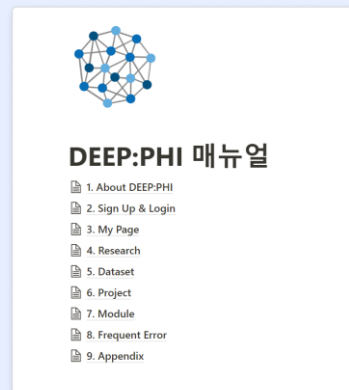 DEEP:PHI 매뉴얼
1. About DEEP:PHI
2. Sign Up & Login
3. My Page
4. Research
5. Dataset
6. Project
7. Module
8. Frequent Error
9. Appendix